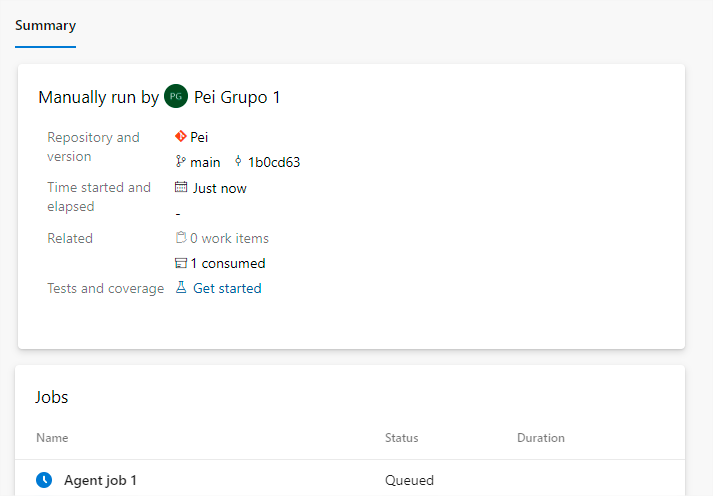 Summary
Manually run by PG Pei Grupo 1
Repository and version
Pei
main 1b0cd63
Time started and elapsed
Just now
-
Related
0 work items
1 consumed
Tests and coverage
Get started
Jobs
Name Status Duration
Agent job 1 Queued